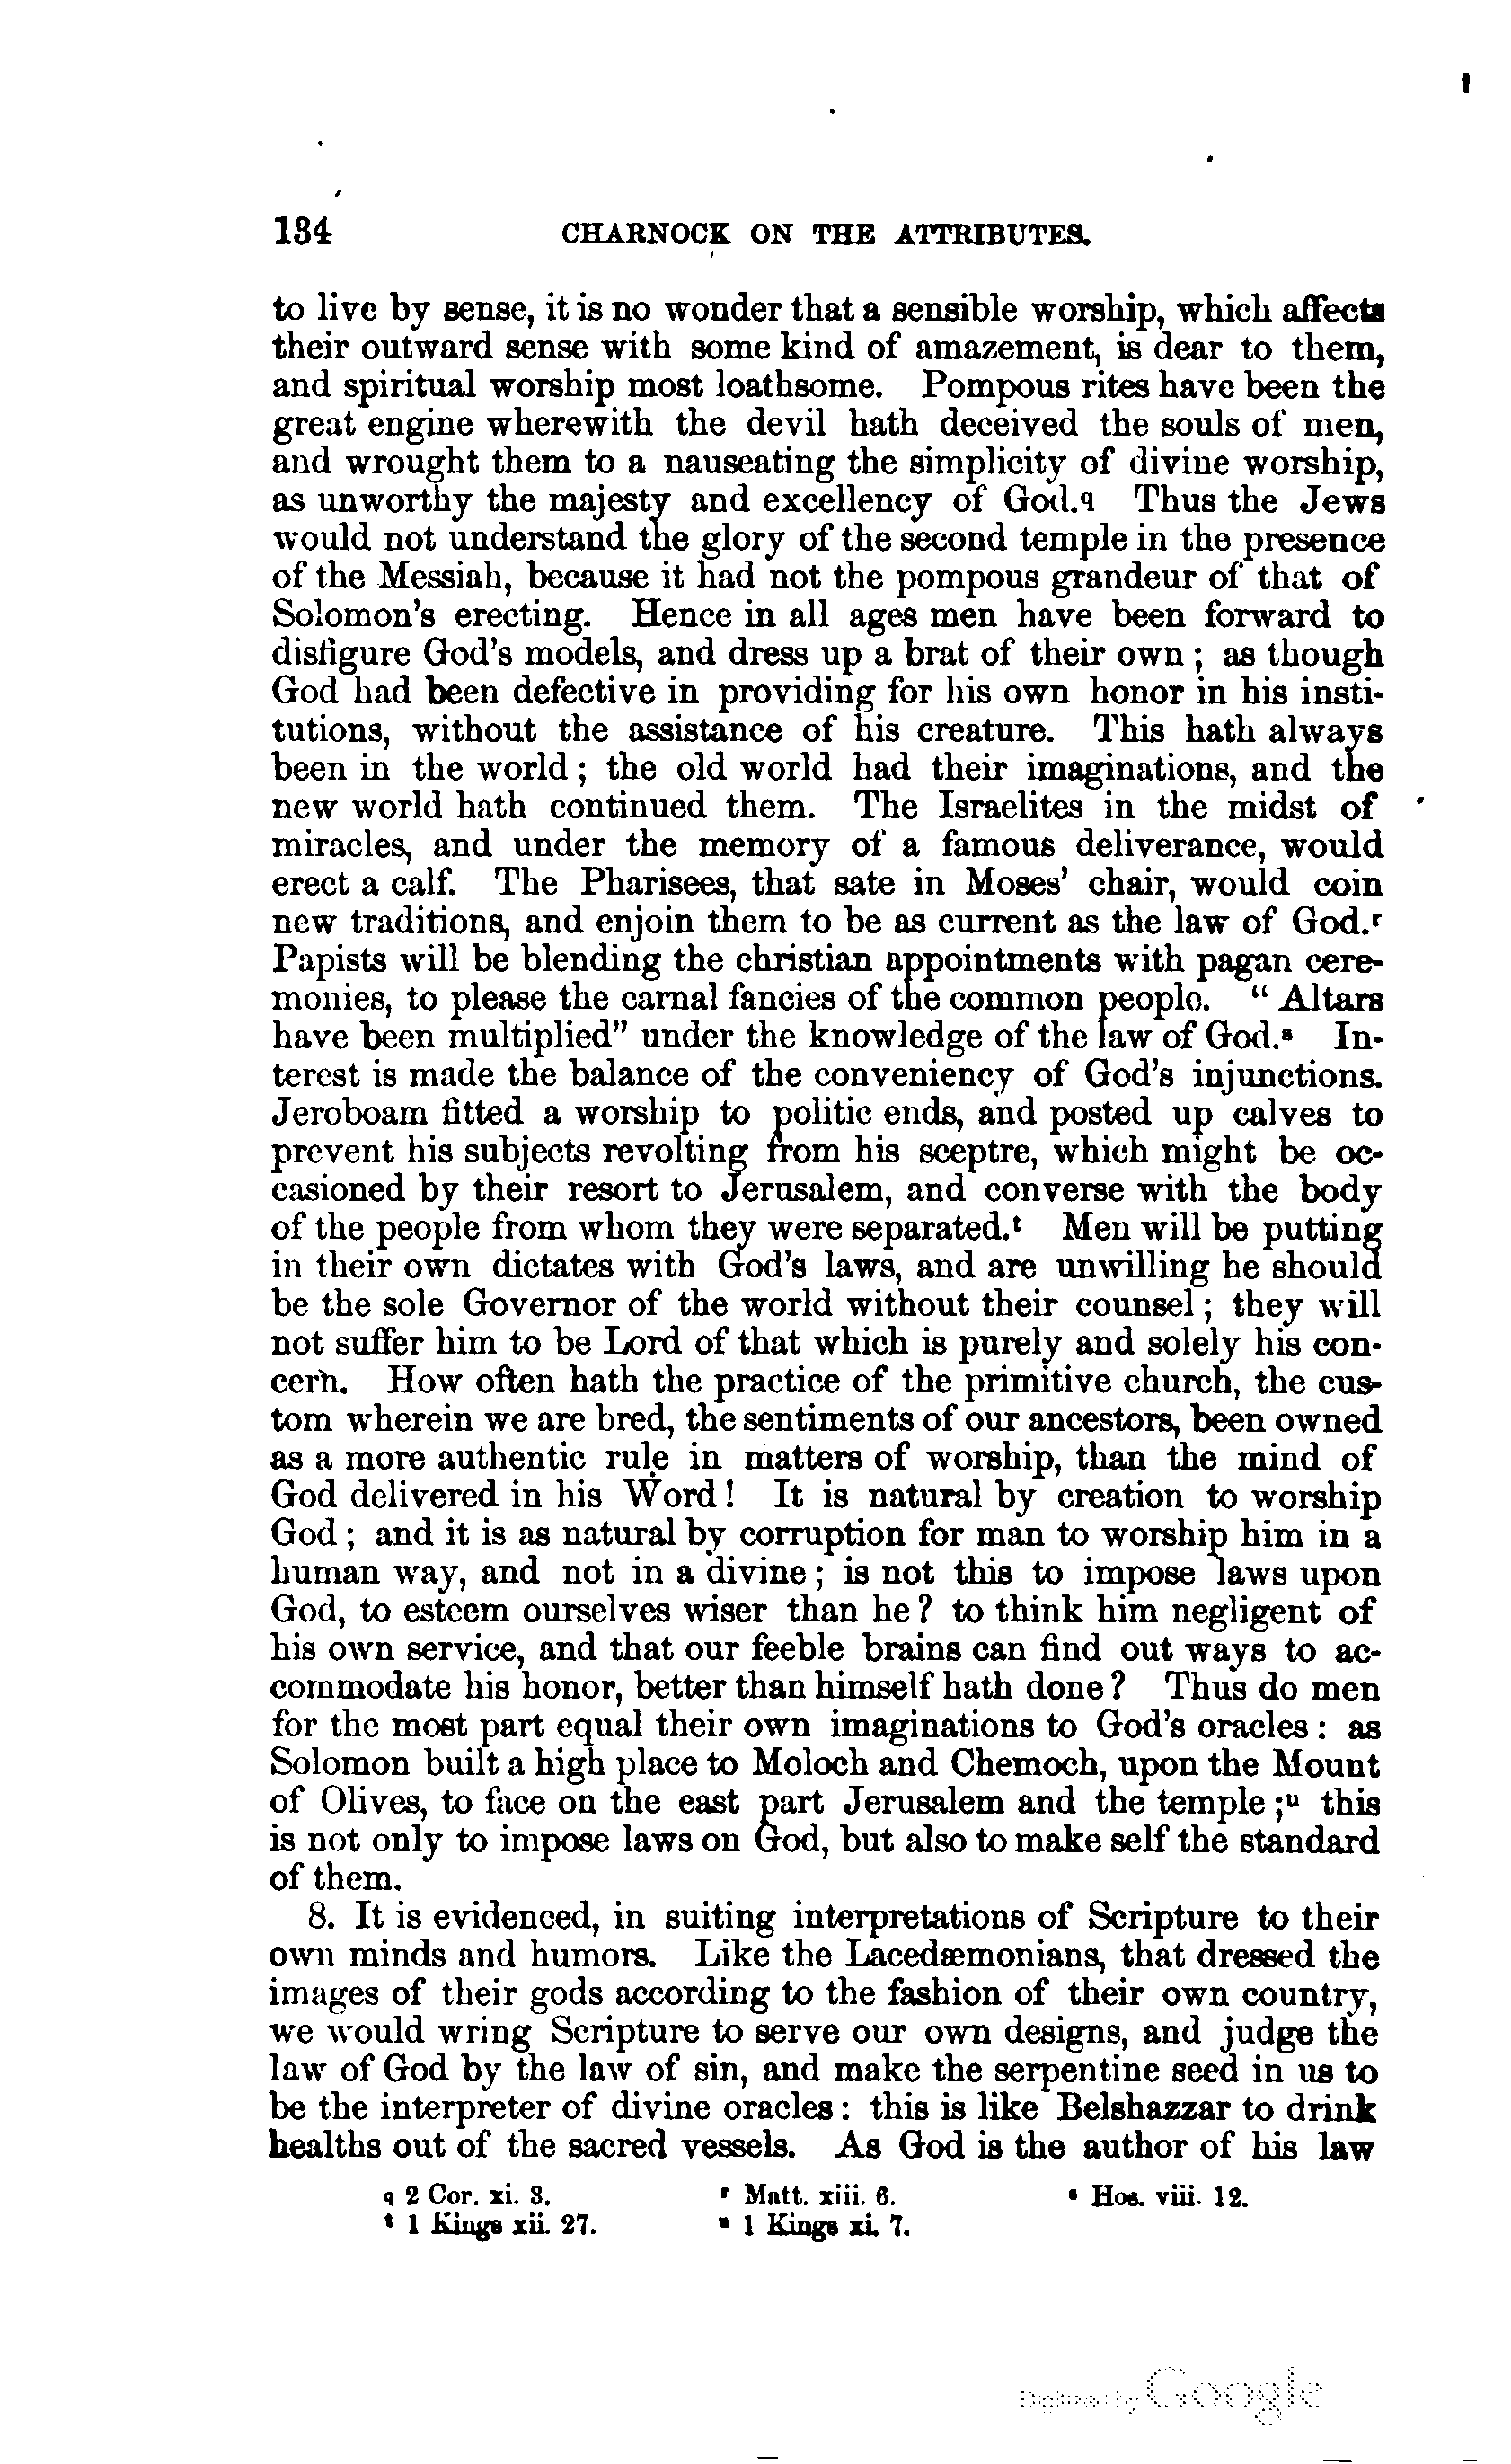 134 CHARNOCK ON THE ATTRIBUTES.
to live by sense, it is no wonder that a sensible worship, which affects
their outward sense with some kind of amazement, is dear to them,
and spiritual worship most loathsome. Pompous rites have been the
great engine wherewith the devil hath deceived the souls of men,
and wrought them to a nauseating the simplicity of divine worship,
as unworthy the majesty and excellency of God.q Thus the Jews
would not understand the glory of the second temple in the presence
of the Messiah, because it had not the pompous grandeur of that of
Solomon's erecting. Hence in all ages men have been forward to
disfigure God's models, and dress up a brat of their own; as though
God had been defective in providing for his own honor in his insti-
tutions, without the assistance of his creature. This hath always
been in the world; the old world had their imaginations, and the
new world hath continued them. The Israelites in the midst of
miracles, and under the memory of a famous deliverance, would
erect a calf. The Pharisees, that sate in Moses' chair, would coin
new traditions, and enjoin them to be as current as the law of God.r
Papists will be blending the christian appointments with pagan cere-
monies, to please the carnal fancies of the common people. "Altars
have been multiplied" under the knowledge of the law of God.s In-
terest is made the balance of the conveniency of God's injunctions.
Jeroboam fitted a worship to politic ends, and posted up calves to
prevent his subjects revolting from his sceptre, which might be oc-
casioned by their resort to Jerusalem, and converse with the body
of the people from whom they were separated.t Men will be putting
in their own dictates with God's laws, and are unwilling he should
be the sole Governor of the world without their counsel; they will
not suffer him to be Lord of that which is purely and solely his con-
cern. How often hath the practice of the primitive church, the cus-
tom wherein we are bred, the sentiments of our ancestors, been owned
as a more authentic rule in matters of worship, than the mind of
God delivered in his Word! It is natural by creation to worship
God; and it is as natural by corruption for man to worship him in a
human way, and not in a divine; is not this to impose laws upon
God, to esteem ourselves wiser than he? to think him negligent of
his own service, and that our feeble brains can find out ways to ac-
commodate his honor, better than himself hath done? Thus do men
for the most part equal their own imaginations to God's oracles: as
Solomon built a high place to Moloch and Chemoch, upon the Mount
of Olives, to face on the east part Jerusalem and the temple;u this
is not only to impose laws on God, but also to make self the standard
of them.
8. It is evidenced, in suiting interpretations of Scripture to their
own minds and humors. Like the Lacedæmonians, that dressed the
images of their gods according to the fashion of their own country,
we would wring Scripture to serve our own designs, and judge the
law of God by the law of sin, and make the serpentine seed in us to
be the interpreter of divine oracles: this is like Belshazzar to drink
healths out of the sacred vessels. As God is the author of his law
q 2 Cor. xi. 3. r Matt. xiii. 6. s Hos. viii. 12.
t 1 Kings xii. 27. u 1 Kings xi. 7.
Digitized by Google